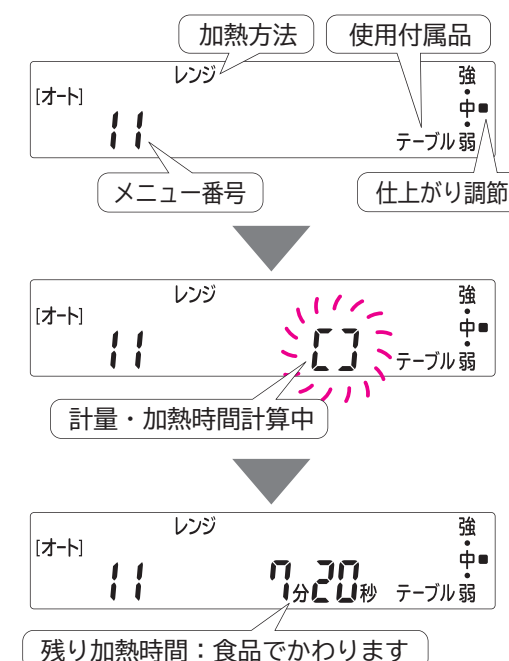 加熱方法 使用付属品
レンジ 強
[オート] ・
11 中■
・
テーブル 弱
メニュー番号 仕上がり調節
レンジ 強
[オート] ・
11 [ ] 中■
・
テーブル 弱
計量・加熱時間計算中
レンジ 強
[オート] ・
11 7分20秒 中■
・
テーブル 弱
残り加熱時間：食品でかわります